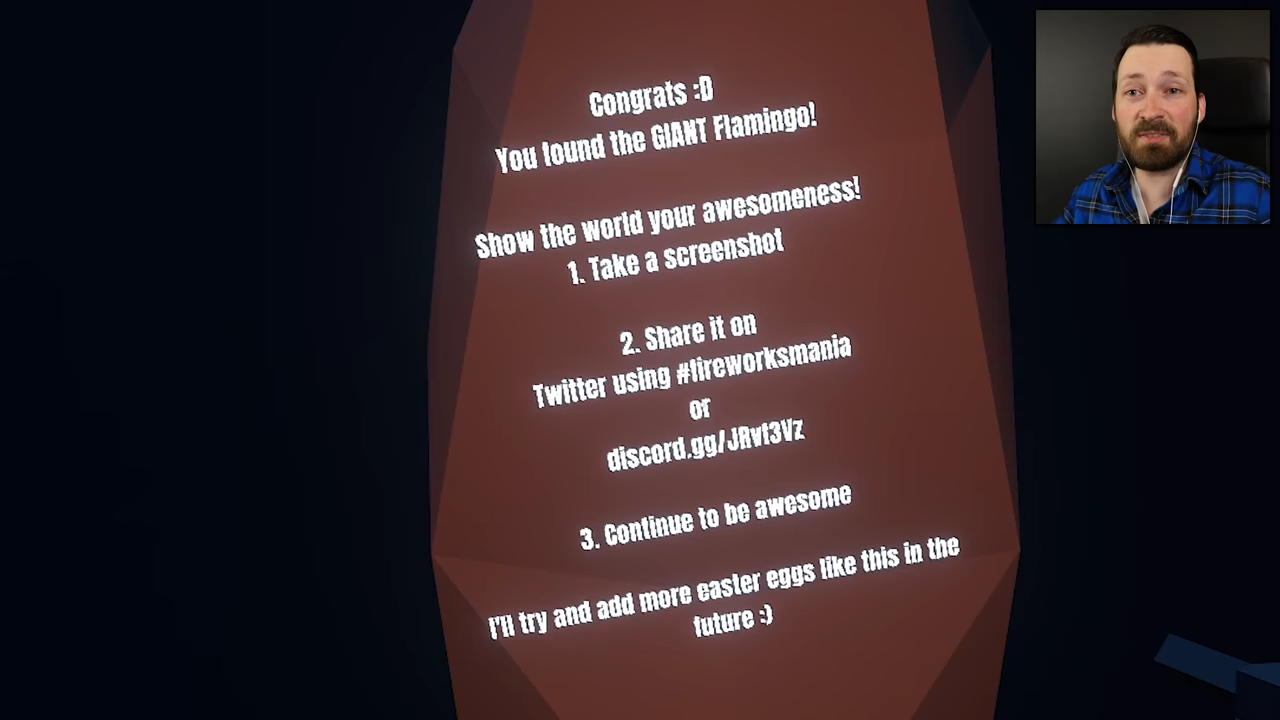 Congrats :D
You found the GIANT Flamingo!
Show the world your awesomeness!
1. Take a screenshot
2. Share it on
Twitter using #fireworksmania
or
discord.gg/JRvf3Vz
3. Continue to be awesome
I'll try and add more easter eggs like this in the
future :)